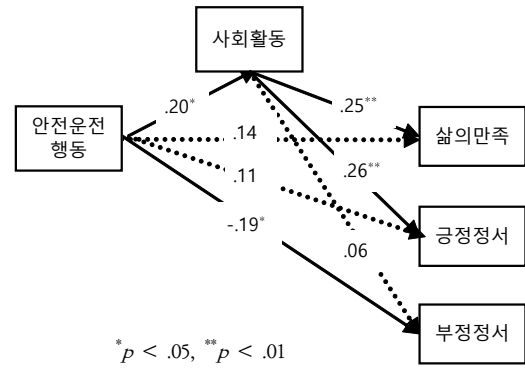 사회활동
.20*
.25**
안전운전
행동
.14
삶의만족
.11
.26**
-.19*
긍정정서
.06
부정정서
*p < .05, **p < .01